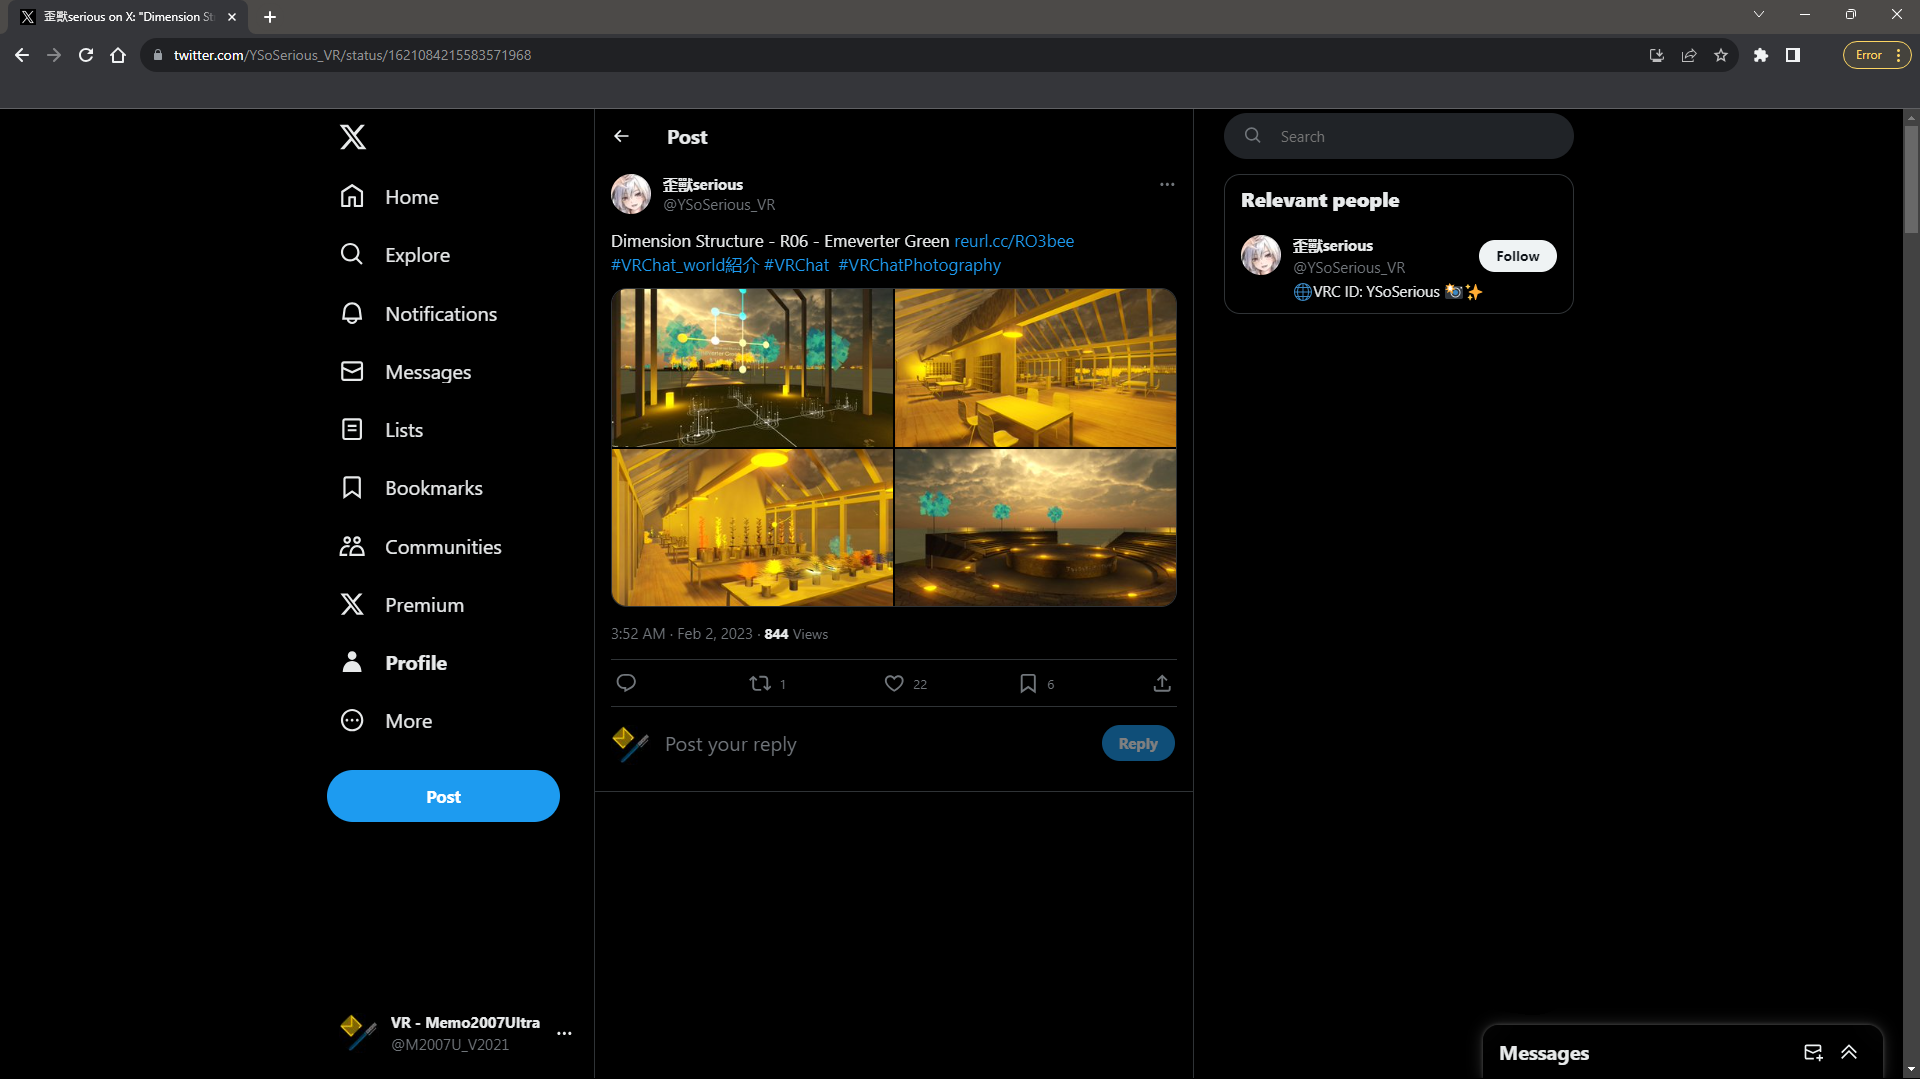 歪獸serious on X: "Dimension St
twitter.com/YSoSerious_VR/status/1621084215583571968
Error
Home
Explore
Notifications
Messages
Lists
Bookmarks
Communities
Premium
Profile
More
Post
VR - Memo2007Ultra
@M2007U_V2021
Post
歪獸serious
@YSoSerious_VR
Dimension Structure - R06 - Emeverter Green reurl.cc/RO3bee
#VRChat_world紹介 #VRChat #VRChatPhotography
3:52 AM · Feb 2, 2023 · 844 Views
1
22
6
Post your reply
Reply
Search
Relevant people
歪獸serious
@YSoSerious_VR
Follow
🌐VRC ID: YSoSerious 📸✨
Messages